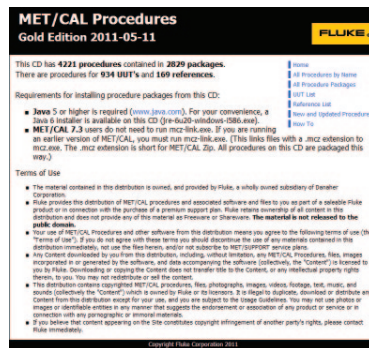 MET/CAL Procedures
Gold Edition 2011-05-11
FLUKE.
This CD has 4221 procedures contained in 2829 packages.
There are procedures for 934 UUT's and 169 references.
Home
All Procedures by Name
All Procedure Packages
UUT List
Reference List
New and Updated Procedures
How To
Requirements for installing procedure packages from this CD:
Java 5 or higher is required (www.java.com). For your convenience, a
Java 6 installer is available on this CD (jre-6u20-windows-i586.exe).
MET/CAL 7.3 users do not need to run mcz-link.exe. If you are running
an earlier version of MET/CAL, you must run mcz-link.exe. (This links files with a .mcz extension to
mcz.exe. The .mcz extension is short for MET/CAL Zip. All procedures on this CD are packaged this
way.)
Terms of Use
The material contained in this distribution is owned, and provided by Fluke, a wholly owned subsidiary of Danaher
Corporation.
Fluke provides this distribution of MET/CAL procedures and associated software and files to you as part of a saleable Fluke
product or in connection with the purchase of a premium support plan. Fluke retains ownership of all content in this
distribution and does not provide any of this material as Freeware or Shareware. The material is not released to the
public domain.
Your use of MET/CAL Procedures and other software from this distribution means you agree to the following terms of use (th
"Terms of Use"). If you do not agree with these terms you should discontinue the use of any materials contained in this
distribution immediately, not use the files herein, and/or not subscribe to MET/SUPPORT service plans.
Any Content downloaded by you from this distribution, including, without limitation, any MET/CAL Procedures, files, images
incorporated in or generated by the software, and data accompanying the software (collectively, the "Content") is licensed to
you by Fluke. Downloading or copying the Content does not transfer title to the Content, or any intellectual property rights
therein, to you. You may not redistribute or sell the content.
This distribution contains copyrighted MET/CAL procedures, files, photographs, images, videos, footage, text, music, and
sounds (collectively the "Content") which is owned by Fluke or its licensors. It is illegal to duplicate, download or distribute an
Content from this distribution except for your use, and you are subject to the Usage Guidelines. You may not use photos or
images or identifiable entities in any manner that suggests the endorsement or association of any product or service or in
connection with any pornographic or immoral materials.
If you believe that content appearing on the Site constitutes copyright infringement of another party's rights, please contact
Fluke immediately.
Copyright Fluke Corporation 2011